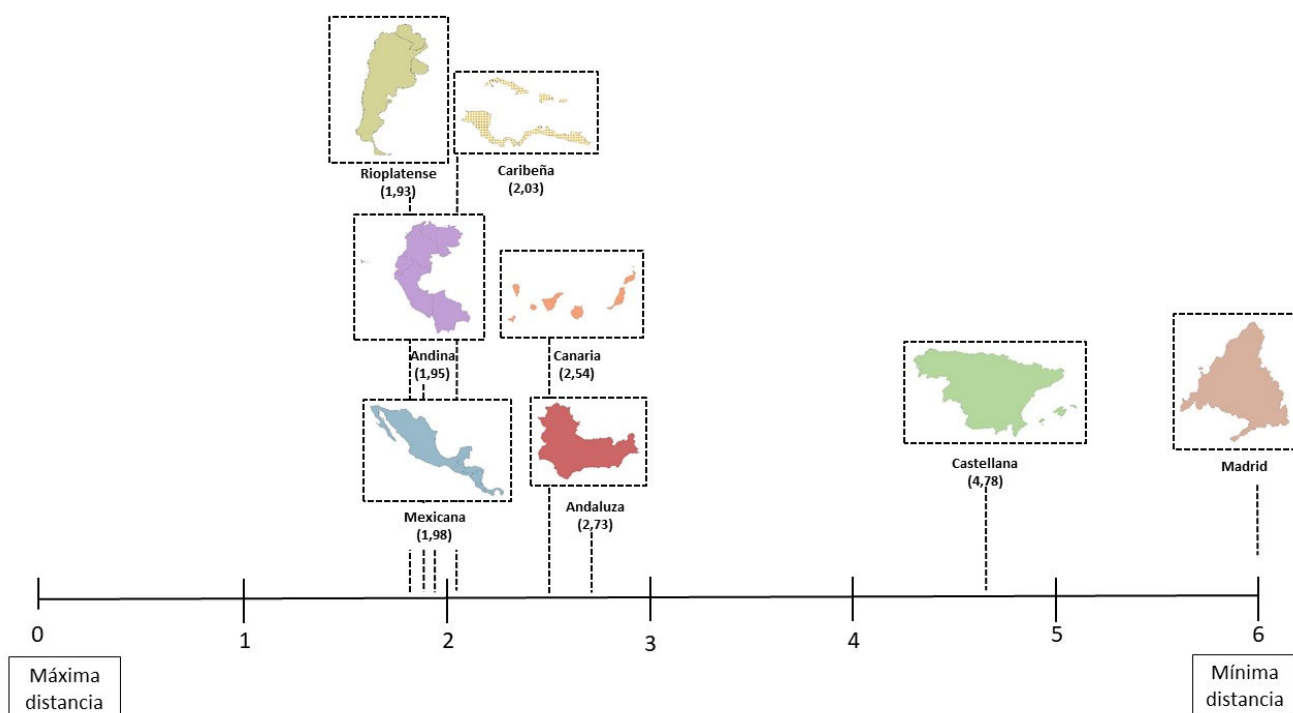 Rioplatense
(1,93)
Caribeña
(2,03)
Andina
(1,95)
Canaria
(2,54)
Mexicana
(1,98)
Andaluza
(2,73)
Castellana
(4,78)
Madrid
0
1
2
3
4
5
6
Máxima
distancia
Mínima
distancia